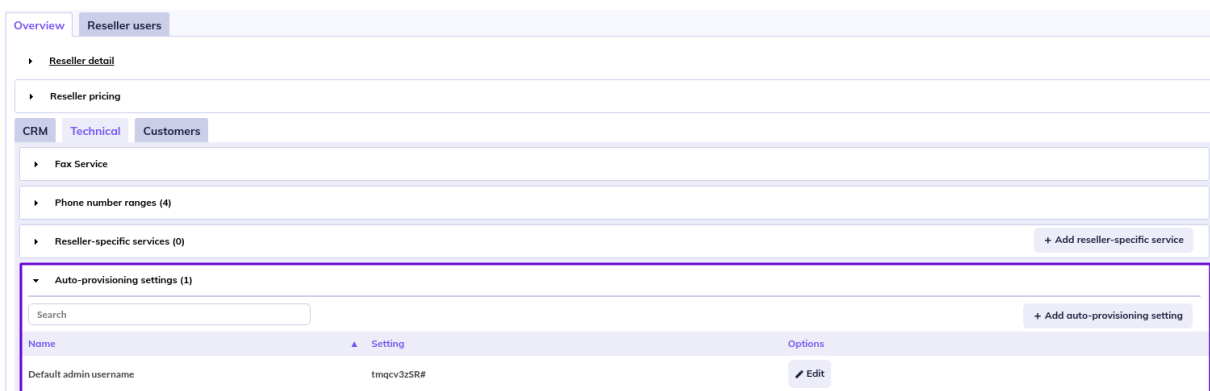 Overview Reseller users
Reseller detail
Reseller pricing
CRM Technical Customers
Fax Service
Phone number ranges (4)
Reseller-specific services (0) + Add reseller-specific service
Auto-provisioning settings (1)
Search + Add auto-provisioning setting
Name Setting Options
Default admin username tmqcv3zSR# Edit